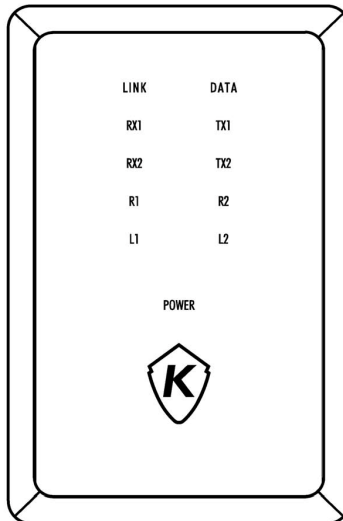 LINK DATA
RX1 TX1
RX2 TX2
R1 R2
L1 L2
POWER
K